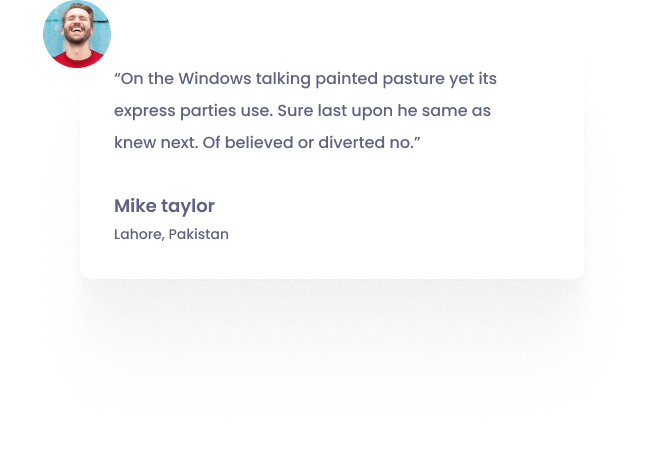 “On the Windows talking painted pasture yet its
express parties use. Sure last upon he same as
knew next. Of believed or diverted no.”
Mike taylor
Lahore, Pakistan